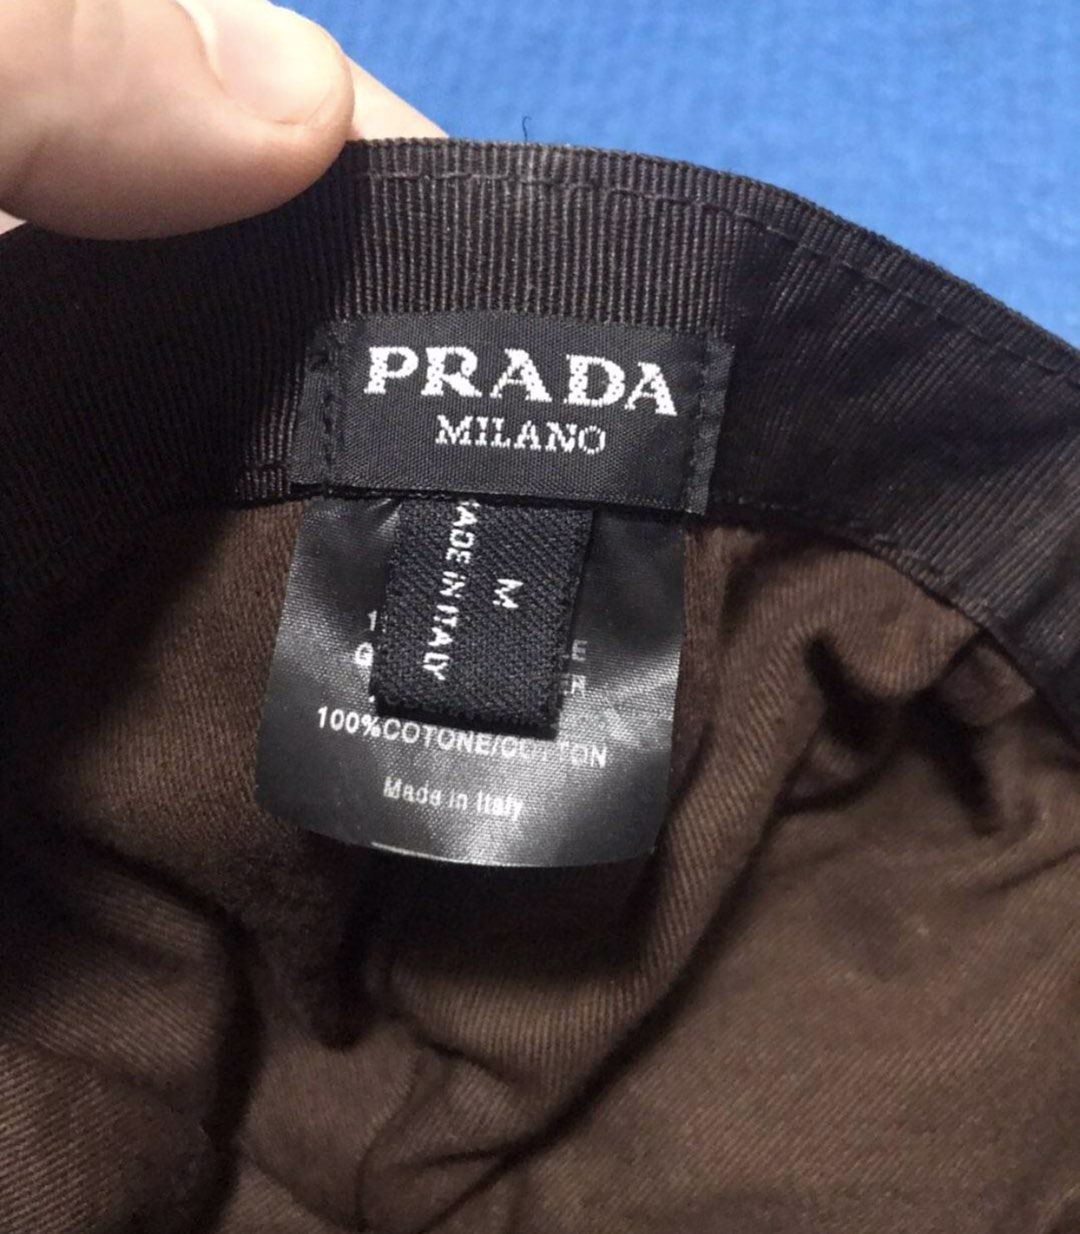 PRADA
MILANO
MADE IN ITALY
M
100%COTONE/COTTON
Made in Italy